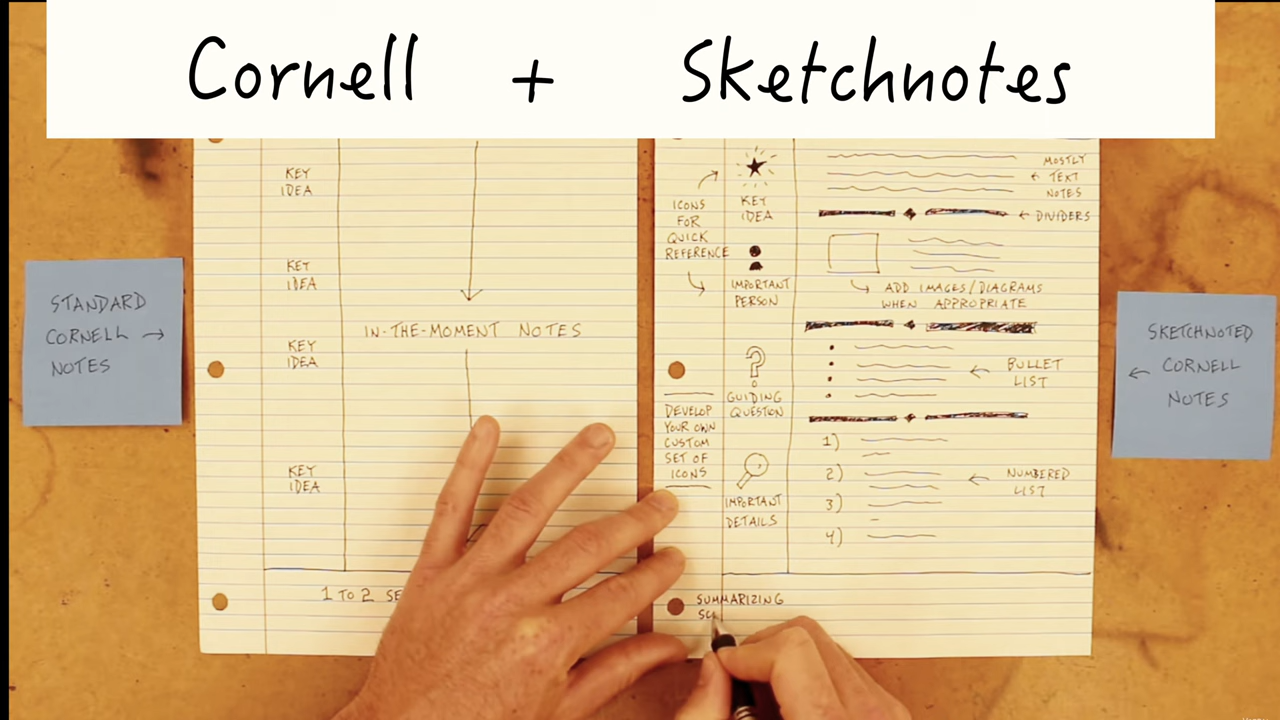 Cornell + Sketchnotes
STANDARD
CORNELL →
NOTES
KEY
IDEA
KEY
IDEA
KEY
IDEA
KEY
IDEA
IN-THE-MOMENT NOTES
1 TO 2
ICONS
FOR
QUICK
REFERENCE
DEVELOP
YOUR OWN
CUSTOM
SET OF
ICONS
KEY
IDEA
IMPORTANT
PERSON
?
GUIDING
QUESTION
IMPORTANT
DETAILS
MOSTLY
← TEXT
NOTES
← DIVIDERS
ADD IMAGES/DIAGRAMS
WHEN APPROPRIATE
← BULLET
LIST
1)
2)
3)
4)
← NUMBERED
LIST
SUMMARIZING
SKETCHNOTED
← CORNELL
NOTES